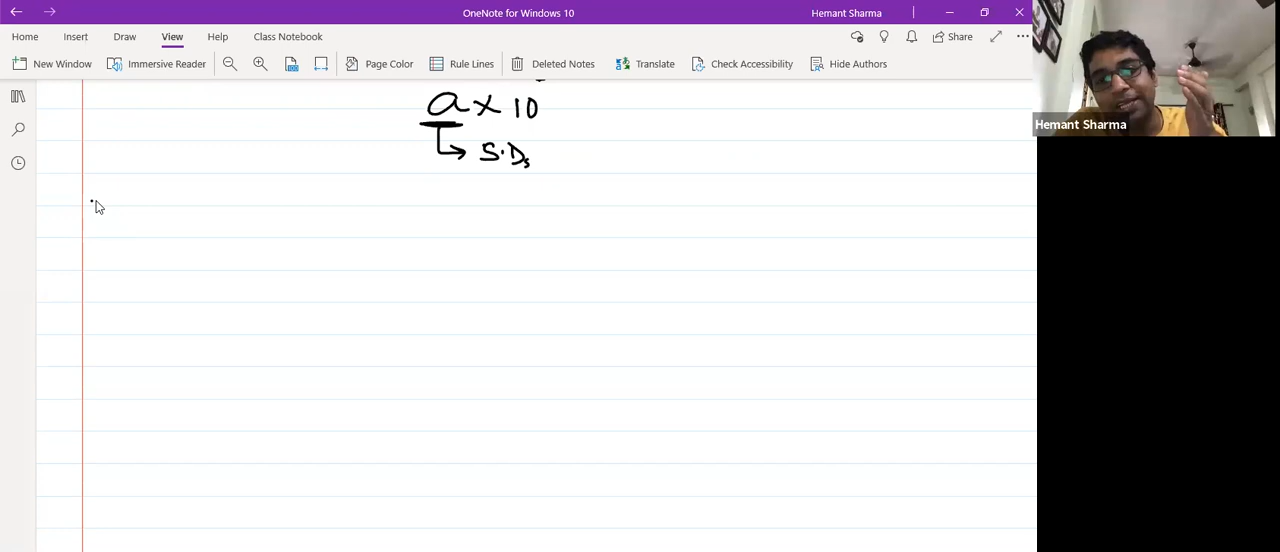 OneNote for Windows 10
Hemant Sharma
Home Insert Draw View Help Class Notebook
Share
New Window Immersive Reader Page Color Rule Lines Deleted Notes Translate Check Accessibility Hide Authors
Hemant Sharma
a × 10
S.Ds